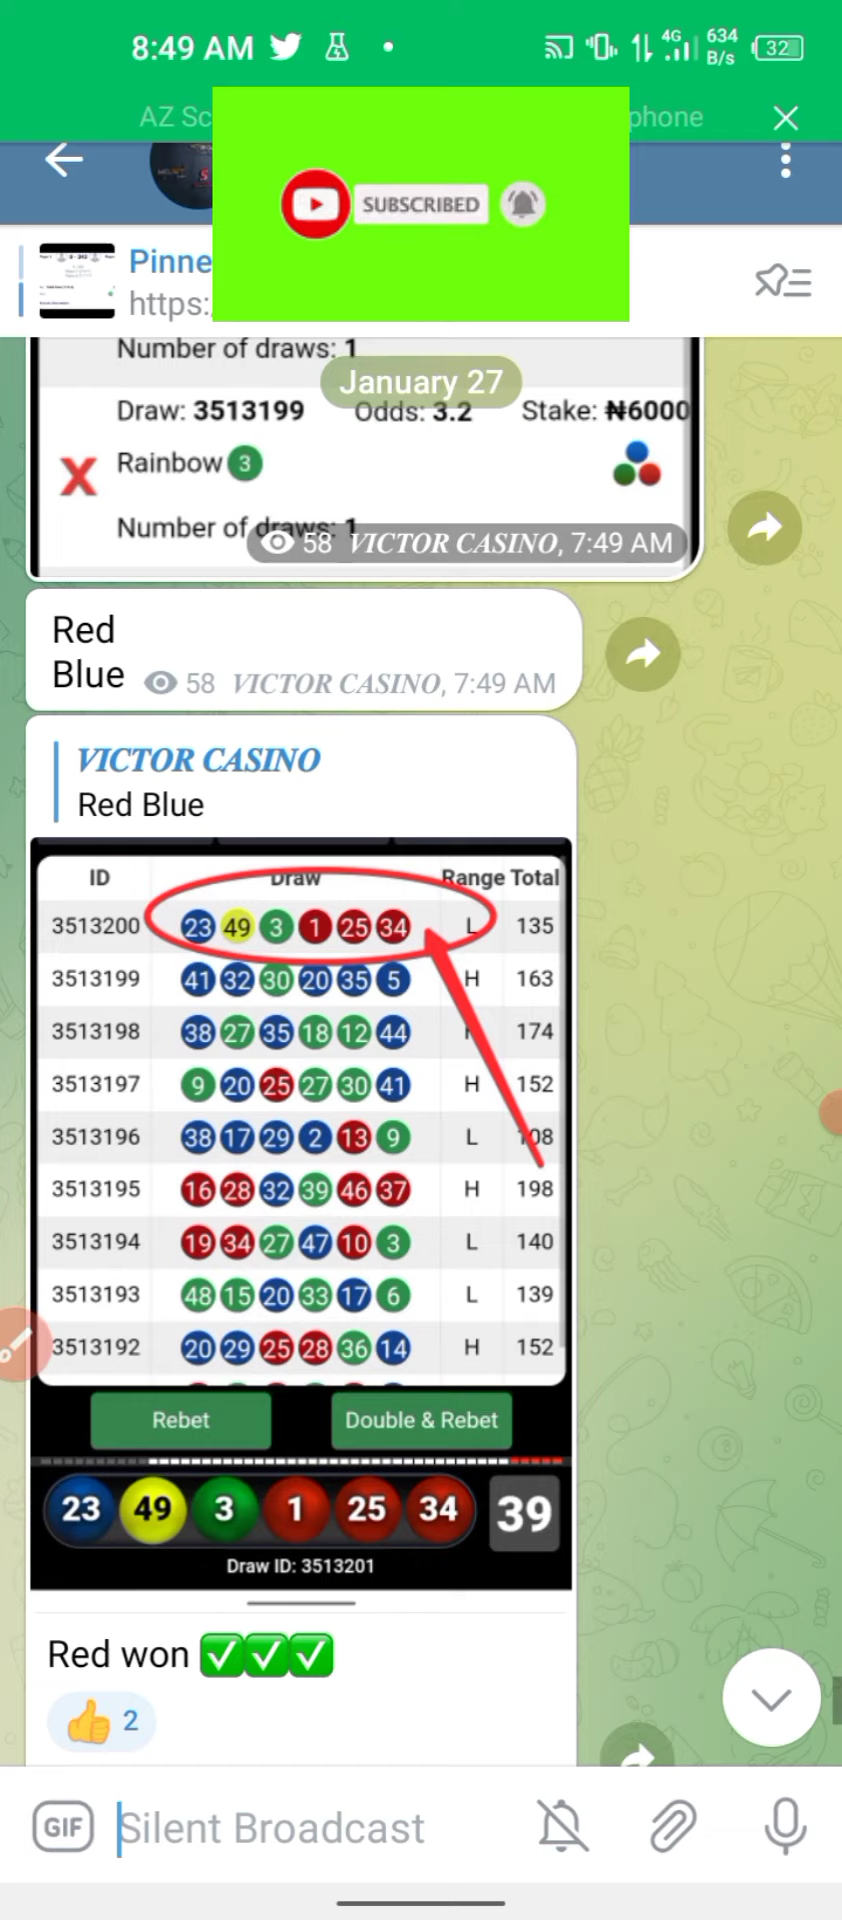 8:49 AM 4G 634 B/s 32
AZ Sc phone
SUBSCRIBED
Pinne
https:
Number of draws: 1
January 27
Draw: 3513199 Odds: 3.2 Stake: ₦6000
X Rainbow 3
Number of draws: 1
58 VICTOR CASINO, 7:49 AM
Red
Blue 58 VICTOR CASINO, 7:49 AM
VICTOR CASINO
Red Blue
ID Draw Range Total
3513200 23 49 3 1 25 34 L 135
3513199 41 32 30 20 35 5 H 163
3513198 38 27 35 18 12 44 174
3513197 9 20 25 27 30 41 H 152
3513196 38 17 29 2 13 9 L 108
3513195 16 28 32 39 46 37 H 198
3513194 19 34 27 47 10 3 L 140
3513193 48 15 20 33 17 6 L 139
3513192 20 29 25 28 36 14 H 152
Rebet Double & Rebet
23 49 3 1 25 34 39
Draw ID: 3513201
Red won ✅✅✅
👍 2
GIF Silent Broadcast